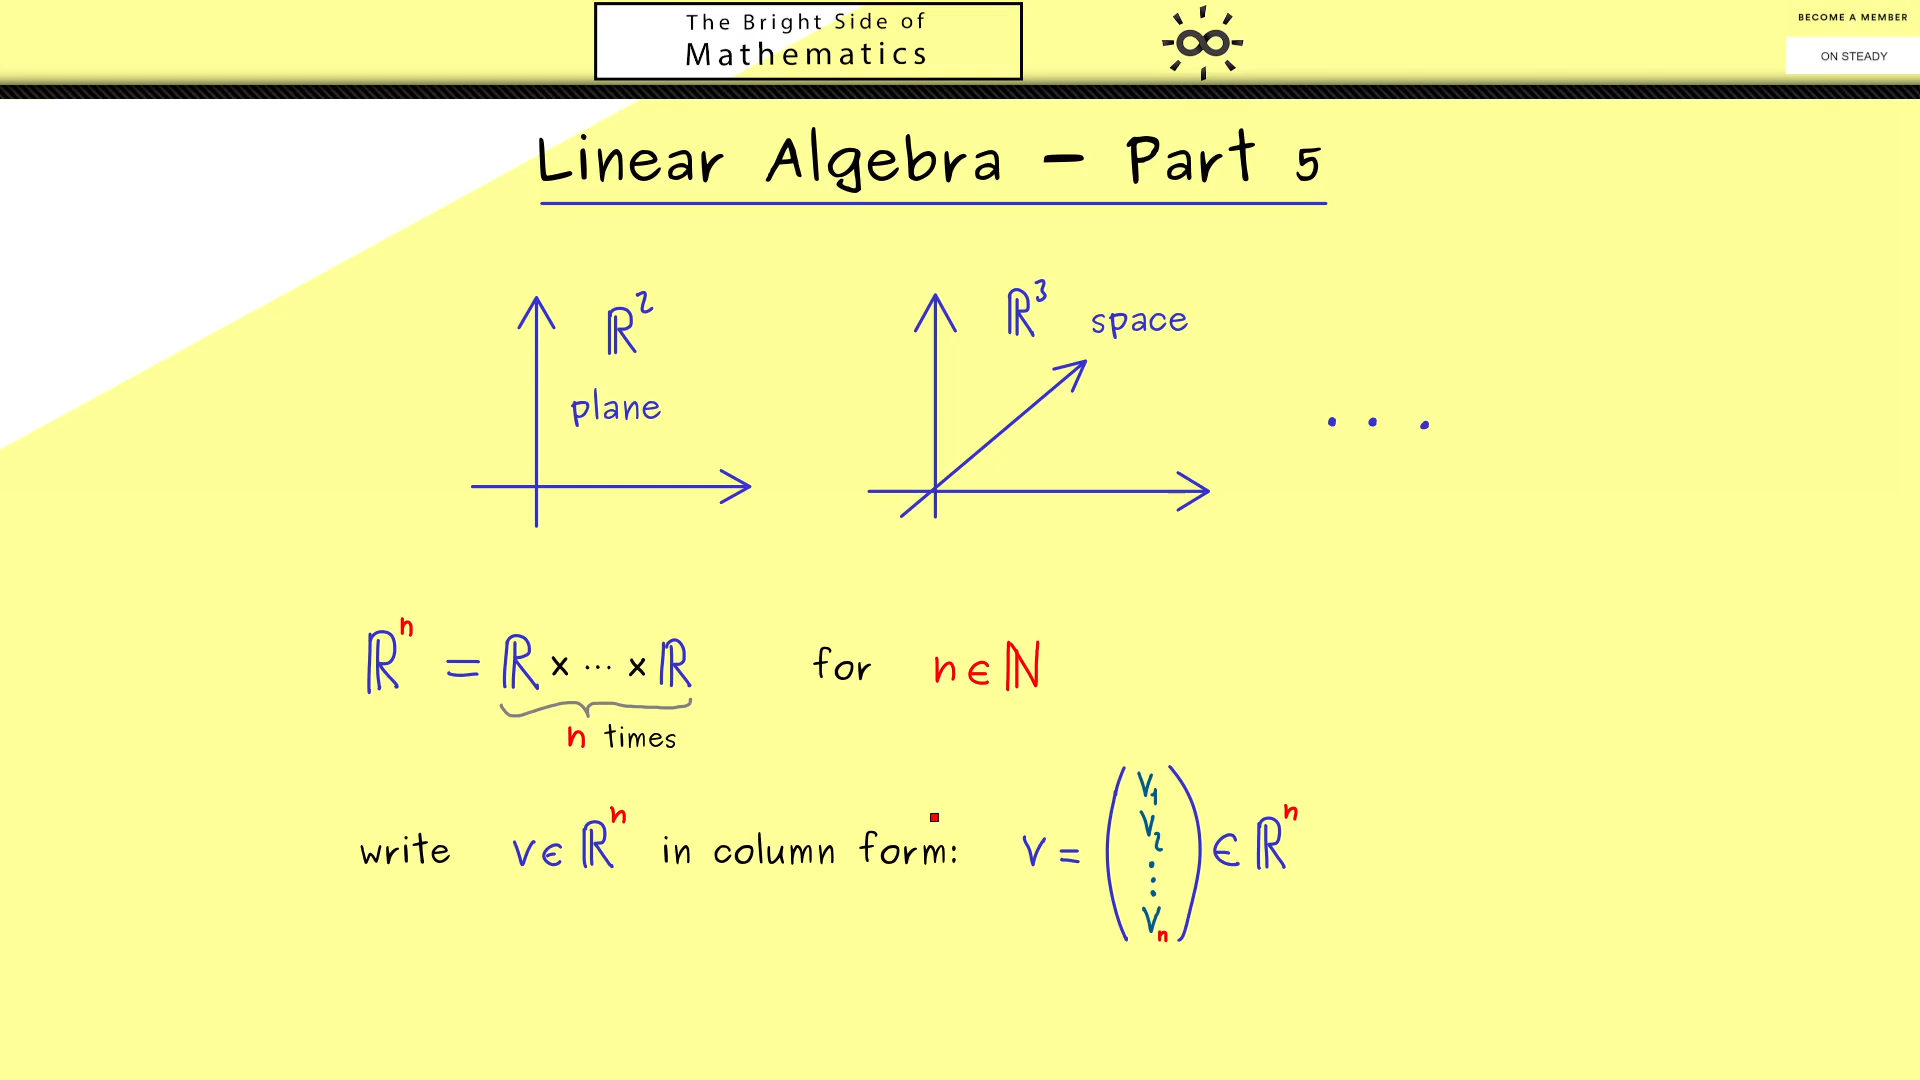 The Bright Side of
Mathematics
BECOME A MEMBER
ON STEADY
Linear Algebra – Part 5
ℝ² plane
ℝ³ space
. . .
ℝⁿ = ℝ × ··· × ℝ for n ∈ ℕ
n times
write v ∈ ℝⁿ in column form: v = (v₁ v₂ ⋮ vₙ) ∈ ℝⁿ